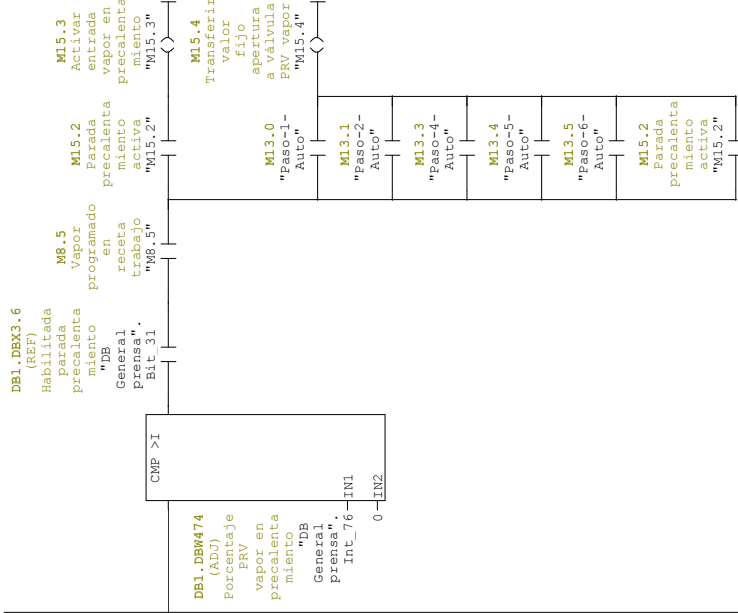 DB1.DBW474
(ADJ)
Porcentaje
PRV
vapor en
precalenta
miento
"DB
General
prensa".
Int_76
CMP >I
IN1
0
IN2
DB1.DBX3.6
(REF)
Habilitada
parada
precalenta
miento
"DB
General
prensa".
Bit_31
M8.5
Vapor
programado
en
receta
trabajo
"M8.5"
M15.2
Parada
precalenta
miento
activa
"M15.2"
M15.3
Activar
entrada
vapor en
precalenta
miento
"M15.3"
M13.0
"Paso-1-
Auto"
M15.4
Transferir
valor
fijo
apertura
a válvula
PRV vapor
"M15.4"
M13.1
"Paso-2-
Auto"
M13.3
"Paso-4-
Auto"
M13.4
"Paso-5-
Auto"
M13.5
"Paso-6-
Auto"
M15.2
Parada
precalenta
miento
activa
"M15.2"